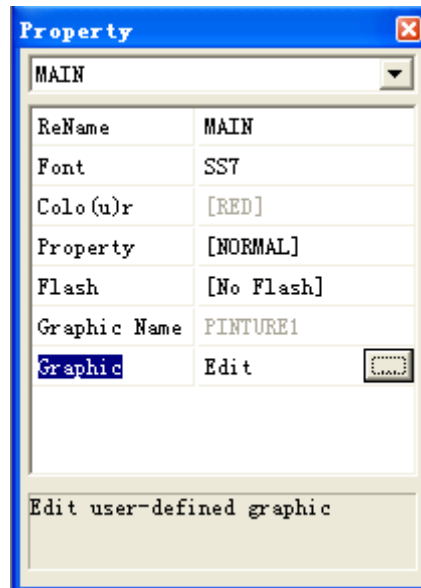 Property
MAIN
ReName MAIN
Font SS7
Colo(u)r [RED]
Property [NORMAL]
Flash [No Flash]
Graphic Name PINTURE1
Graphic Edit ...
Edit user-defined graphic